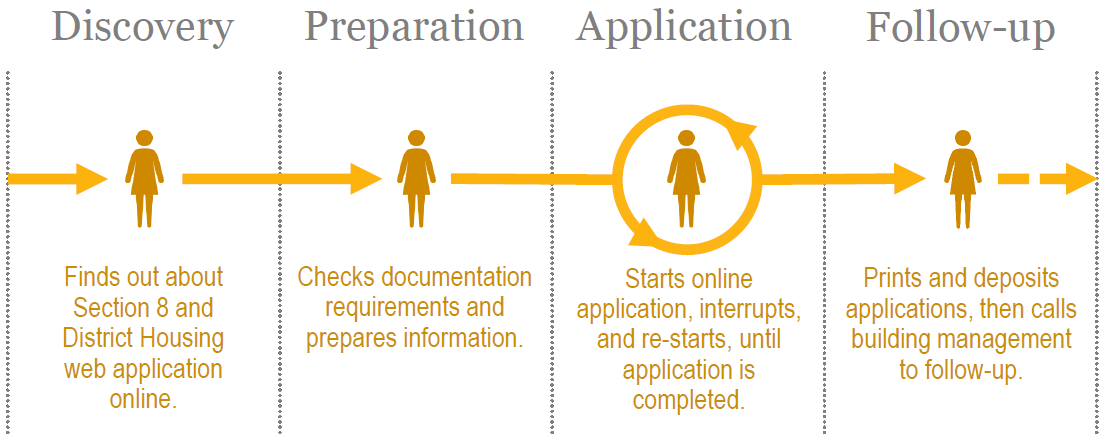 Discovery
Preparation
Application
Follow-up
Finds out about
Section 8 and
District Housing
web application
online.
Checks documentation
requirements and
prepares information.
Starts online
application, interrupts,
and re-starts, until
application is
completed.
Prints and deposits
applications, then calls
building management
to follow-up.